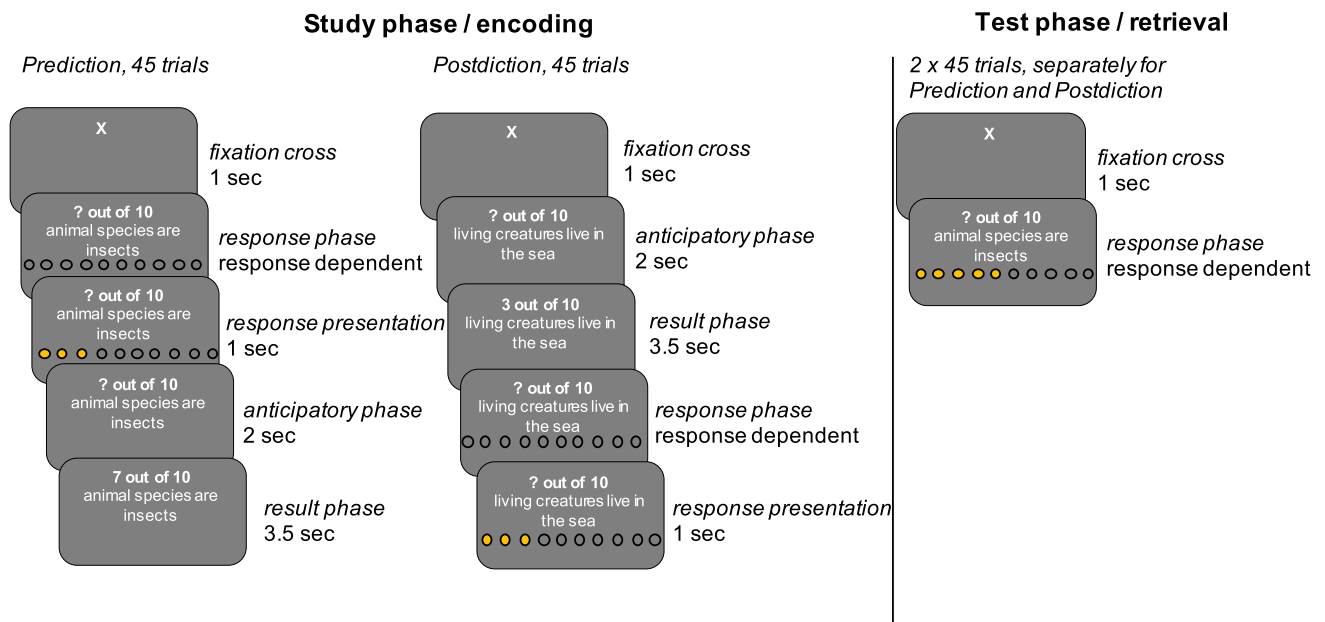 Study phase / encoding
Prediction, 45 trials
X
fixation cross
1 sec
? out of 10
animal species are
insects
response phase
response dependent
? out of 10
animal species are
insects
response presentation
1 sec
? out of 10
animal species are
insects
anticipatory phase
2 sec
7 out of 10
animal species are
insects
result phase
3.5 sec
Postdiction, 45 trials
X
fixation cross
1 sec
? out of 10
living creatures live in
the sea
anticipatory phase
2 sec
3 out of 10
living creatures live in
the sea
result phase
3.5 sec
? out of 10
living creatures live in
the sea
response phase
response dependent
? out of 10
living creatures live in
the sea
response presentation
1 sec
Test phase / retrieval
2 x 45 trials, separately for
Prediction and Postdiction
X
fixation cross
1 sec
? out of 10
animal species are
insects
response phase
response dependent